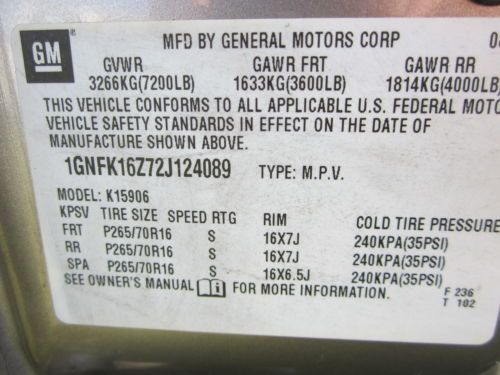 GM MFD BY GENERAL MOTORS CORP
GVWR GAWR FRT GAWR RR
3266KG(7200LB) 1633KG(3600LB) 1814KG(4000LB)
THIS VEHICLE CONFORMS TO ALL APPLICABLE U.S. FEDERAL MOTO
VEHICLE SAFETY STANDARDS IN EFFECT ON THE DATE OF
MANUFACTURE SHOWN ABOVE.
1GNFK16Z72J124089 TYPE: M.P.V.
MODEL: K15906
KPSV TIRE SIZE SPEED RTG RIM COLD TIRE PRESSURE
FRT P265/70R16 S 16X7J 240KPA(35PSI)
RR P265/70R16 S 16X7J 240KPA(35PSI)
SPA P265/70R16 S 16X6.5J 240KPA(35PSI)
SEE OWNER'S MANUAL FOR MORE INFORMATION.
F 236
T 102